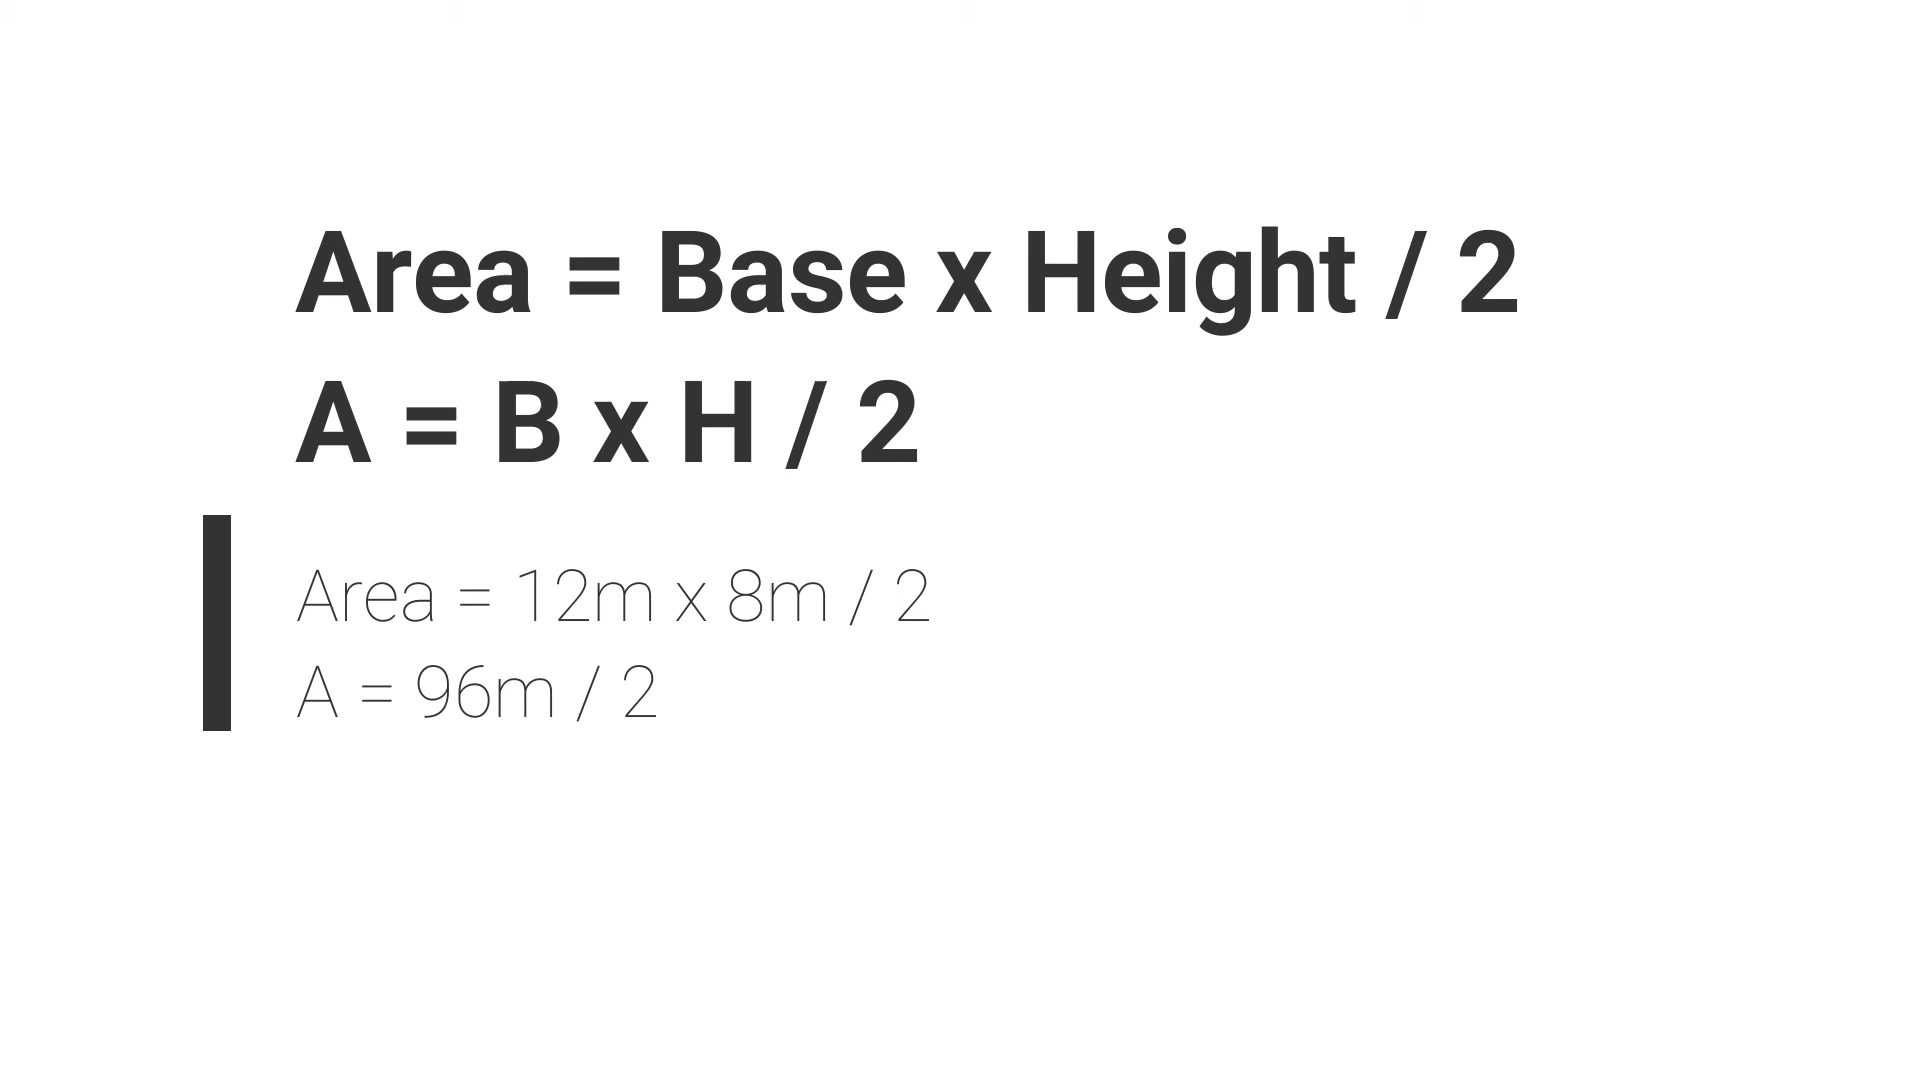 Area = Base x Height / 2
A = B x H / 2
Area = 12m x 8m / 2
A = 96m / 2